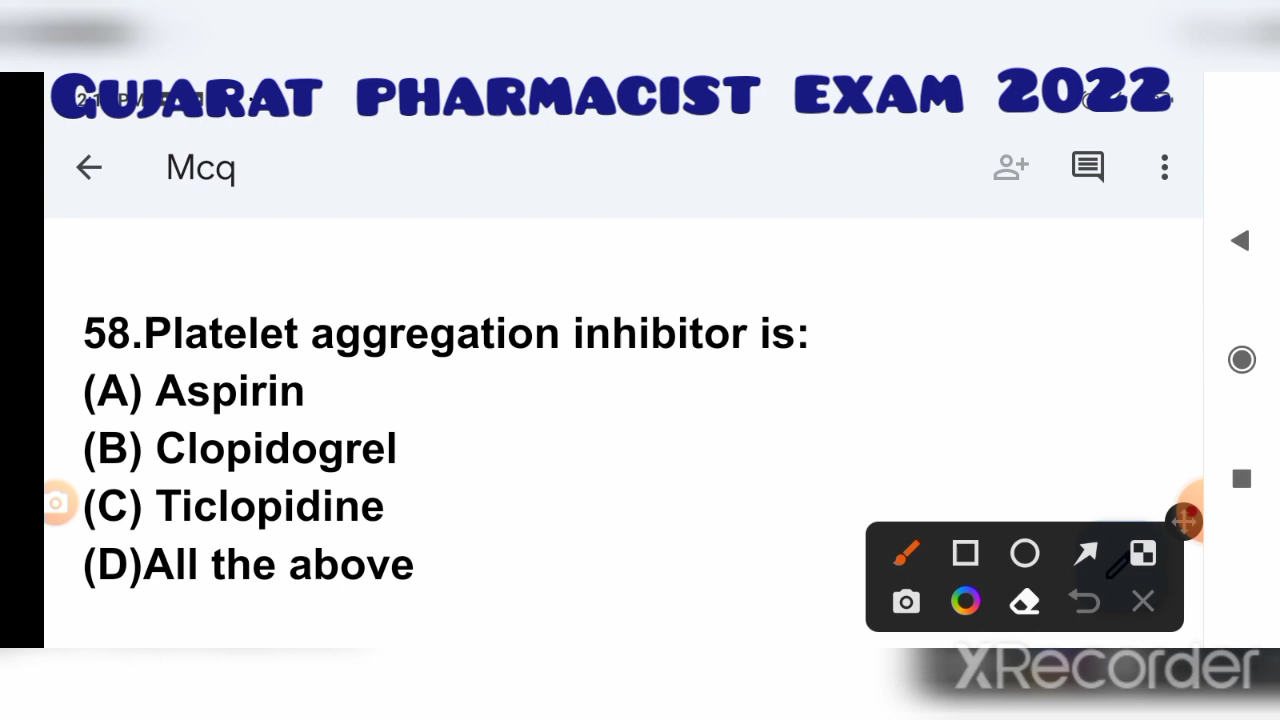 GUJARAT PHARMACIST EXAM 2022
Mcq
58.Platelet aggregation inhibitor is:
(A) Aspirin
(B) Clopidogrel
(C) Ticlopidine
(D)All the above
XRecorder